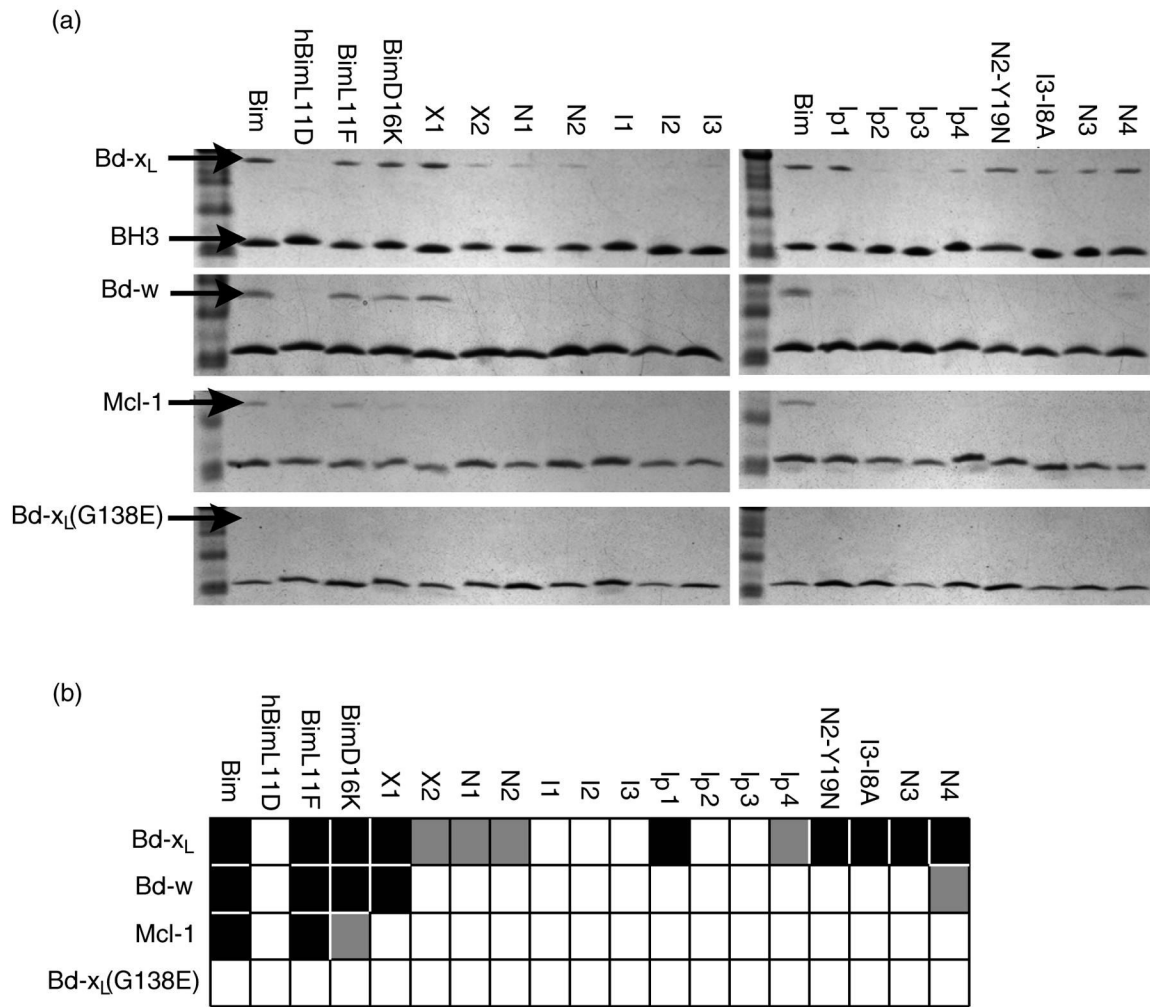 (a)
Bim hBimL11D BimL11F BimD16K X1 X2 N1 N2 I1 I2 I3 Bim Ip1 Ip2 Ip3 Ip4 N2-Y19N I3-I8A N3 N4
Bd-xL
BH3
Bd-w
Mcl-1
Bd-xL(G138E)
(b)
Bim hBimL11D BimL11F BimD16K X1 X2 N1 N2 I1 I2 I3 Ip1 Ip2 Ip3 Ip4 N2-Y19N I3-I8A N3 N4
Bd-xL
Bd-w
Mcl-1
Bd-xL(G138E)